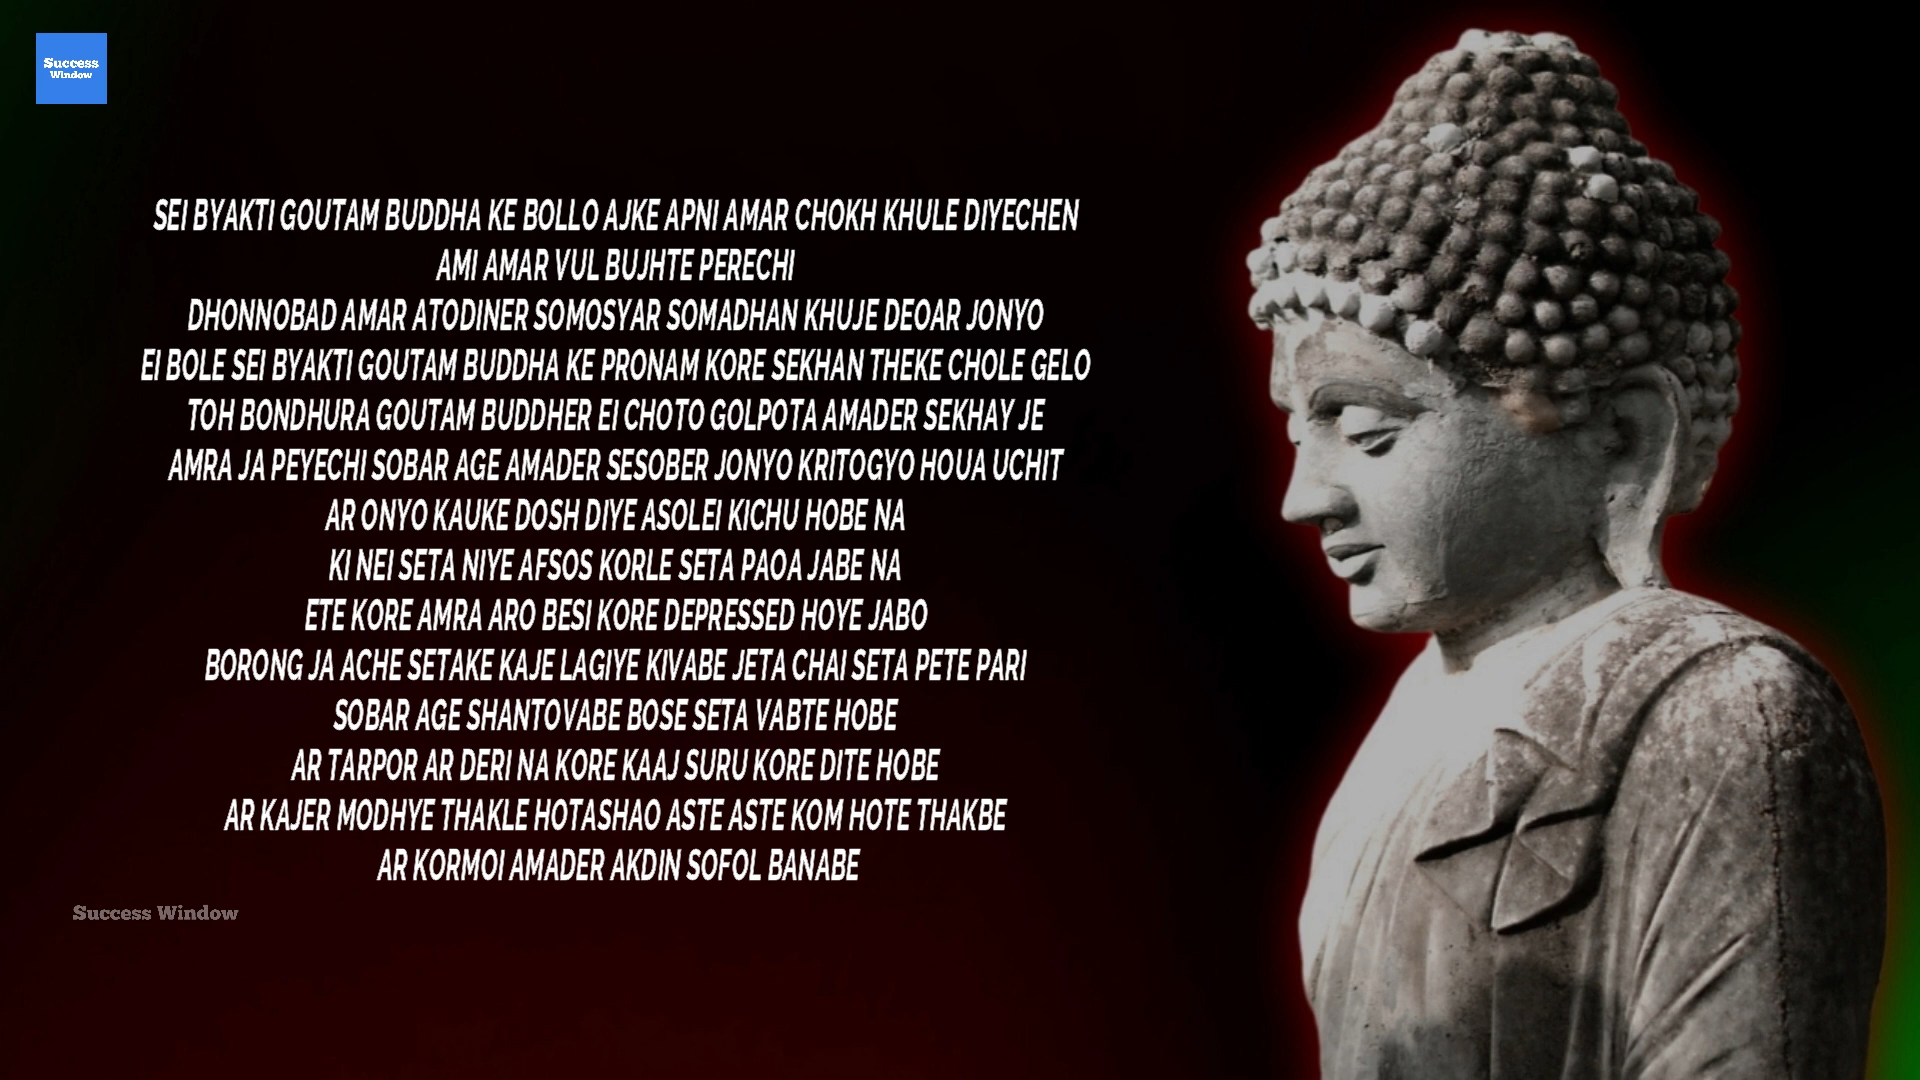 Success
Window
SEI BYAKTI GOUTAM BUDDHA KE BOLLO AJKE APNI AMAR CHOKH KHULE DIYECHEN
AMI AMAR VUL BUJHTE PERECHI
DHONNOBAD AMAR ATODINER SOMOSYAR SOMADHAN KHUJE DEOAR JONYO
EI BOLE SEI BYAKTI GOUTAM BUDDHA KE PRONAM KORE SEKHAN THEKE CHOLE GELO
TOH BONDHURA GOUTAM BUDDHER EI CHOTO GOLPOTA AMADER SEKHAY JE
AMRA JA PEYECHI SOBAR AGE AMADER SESOBER JONYO KRITOGYO HOUA UCHIT
AR ONYO KAUKE DOSH DIYE ASOLEI KICHU HOBE NA
KI NEI SETA NIYE AFSOS KORLE SETA PAOA JABE NA
ETE KORE AMRA ARO BESI KORE DEPRESSED HOYE JABO
BORONG JA ACHE SETAKE KAJE LAGIYE KIVABE JETA CHAI SETA PETE PARI
SOBAR AGE SHANTOVABE BOSE SETA VABTE HOBE
AR TARPOR AR DERI NA KORE KAAJ SURU KORE DITE HOBE
AR KAJER MODHYE THAKLE HOTASHAO ASTE ASTE KOM HOTE THAKBE
AR KORMOI AMADER AKDIN SOFOL BANABE
Success Window